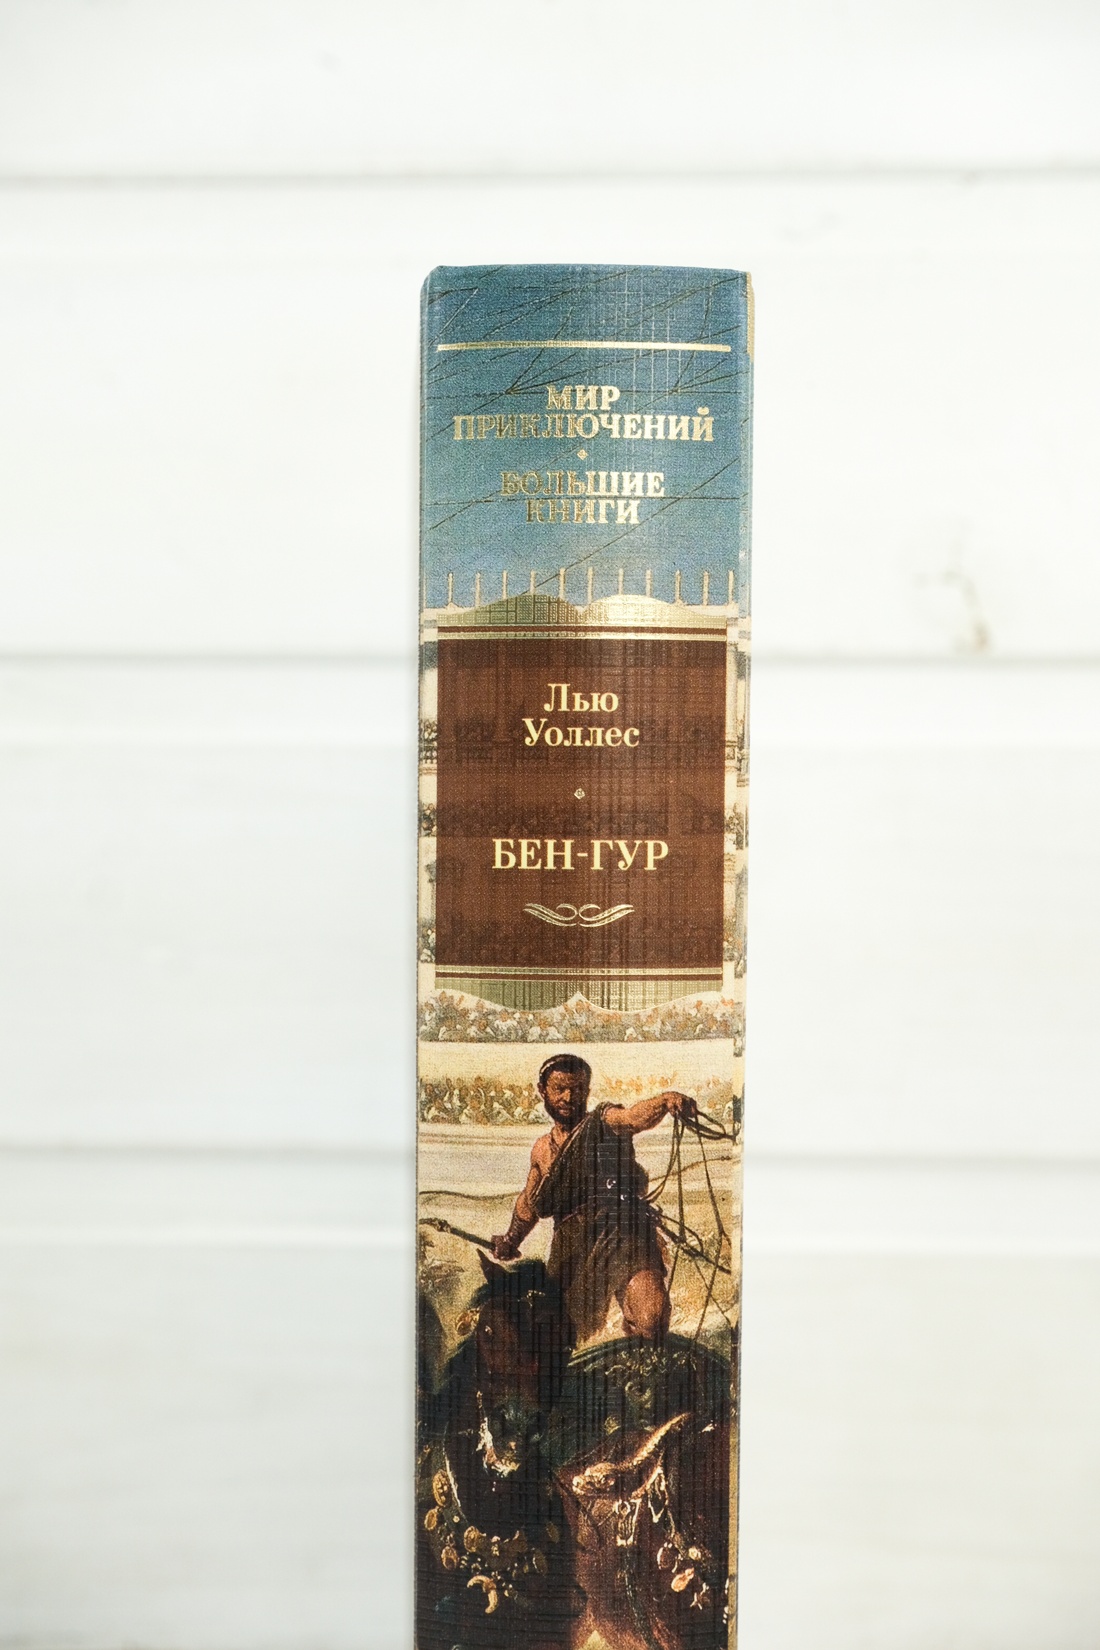 МИР
ПРИКЛЮЧЕНИЙ
БОЛЬШИЕ
КНИГИ
Лью
Уоллес
БЕН-ГУР